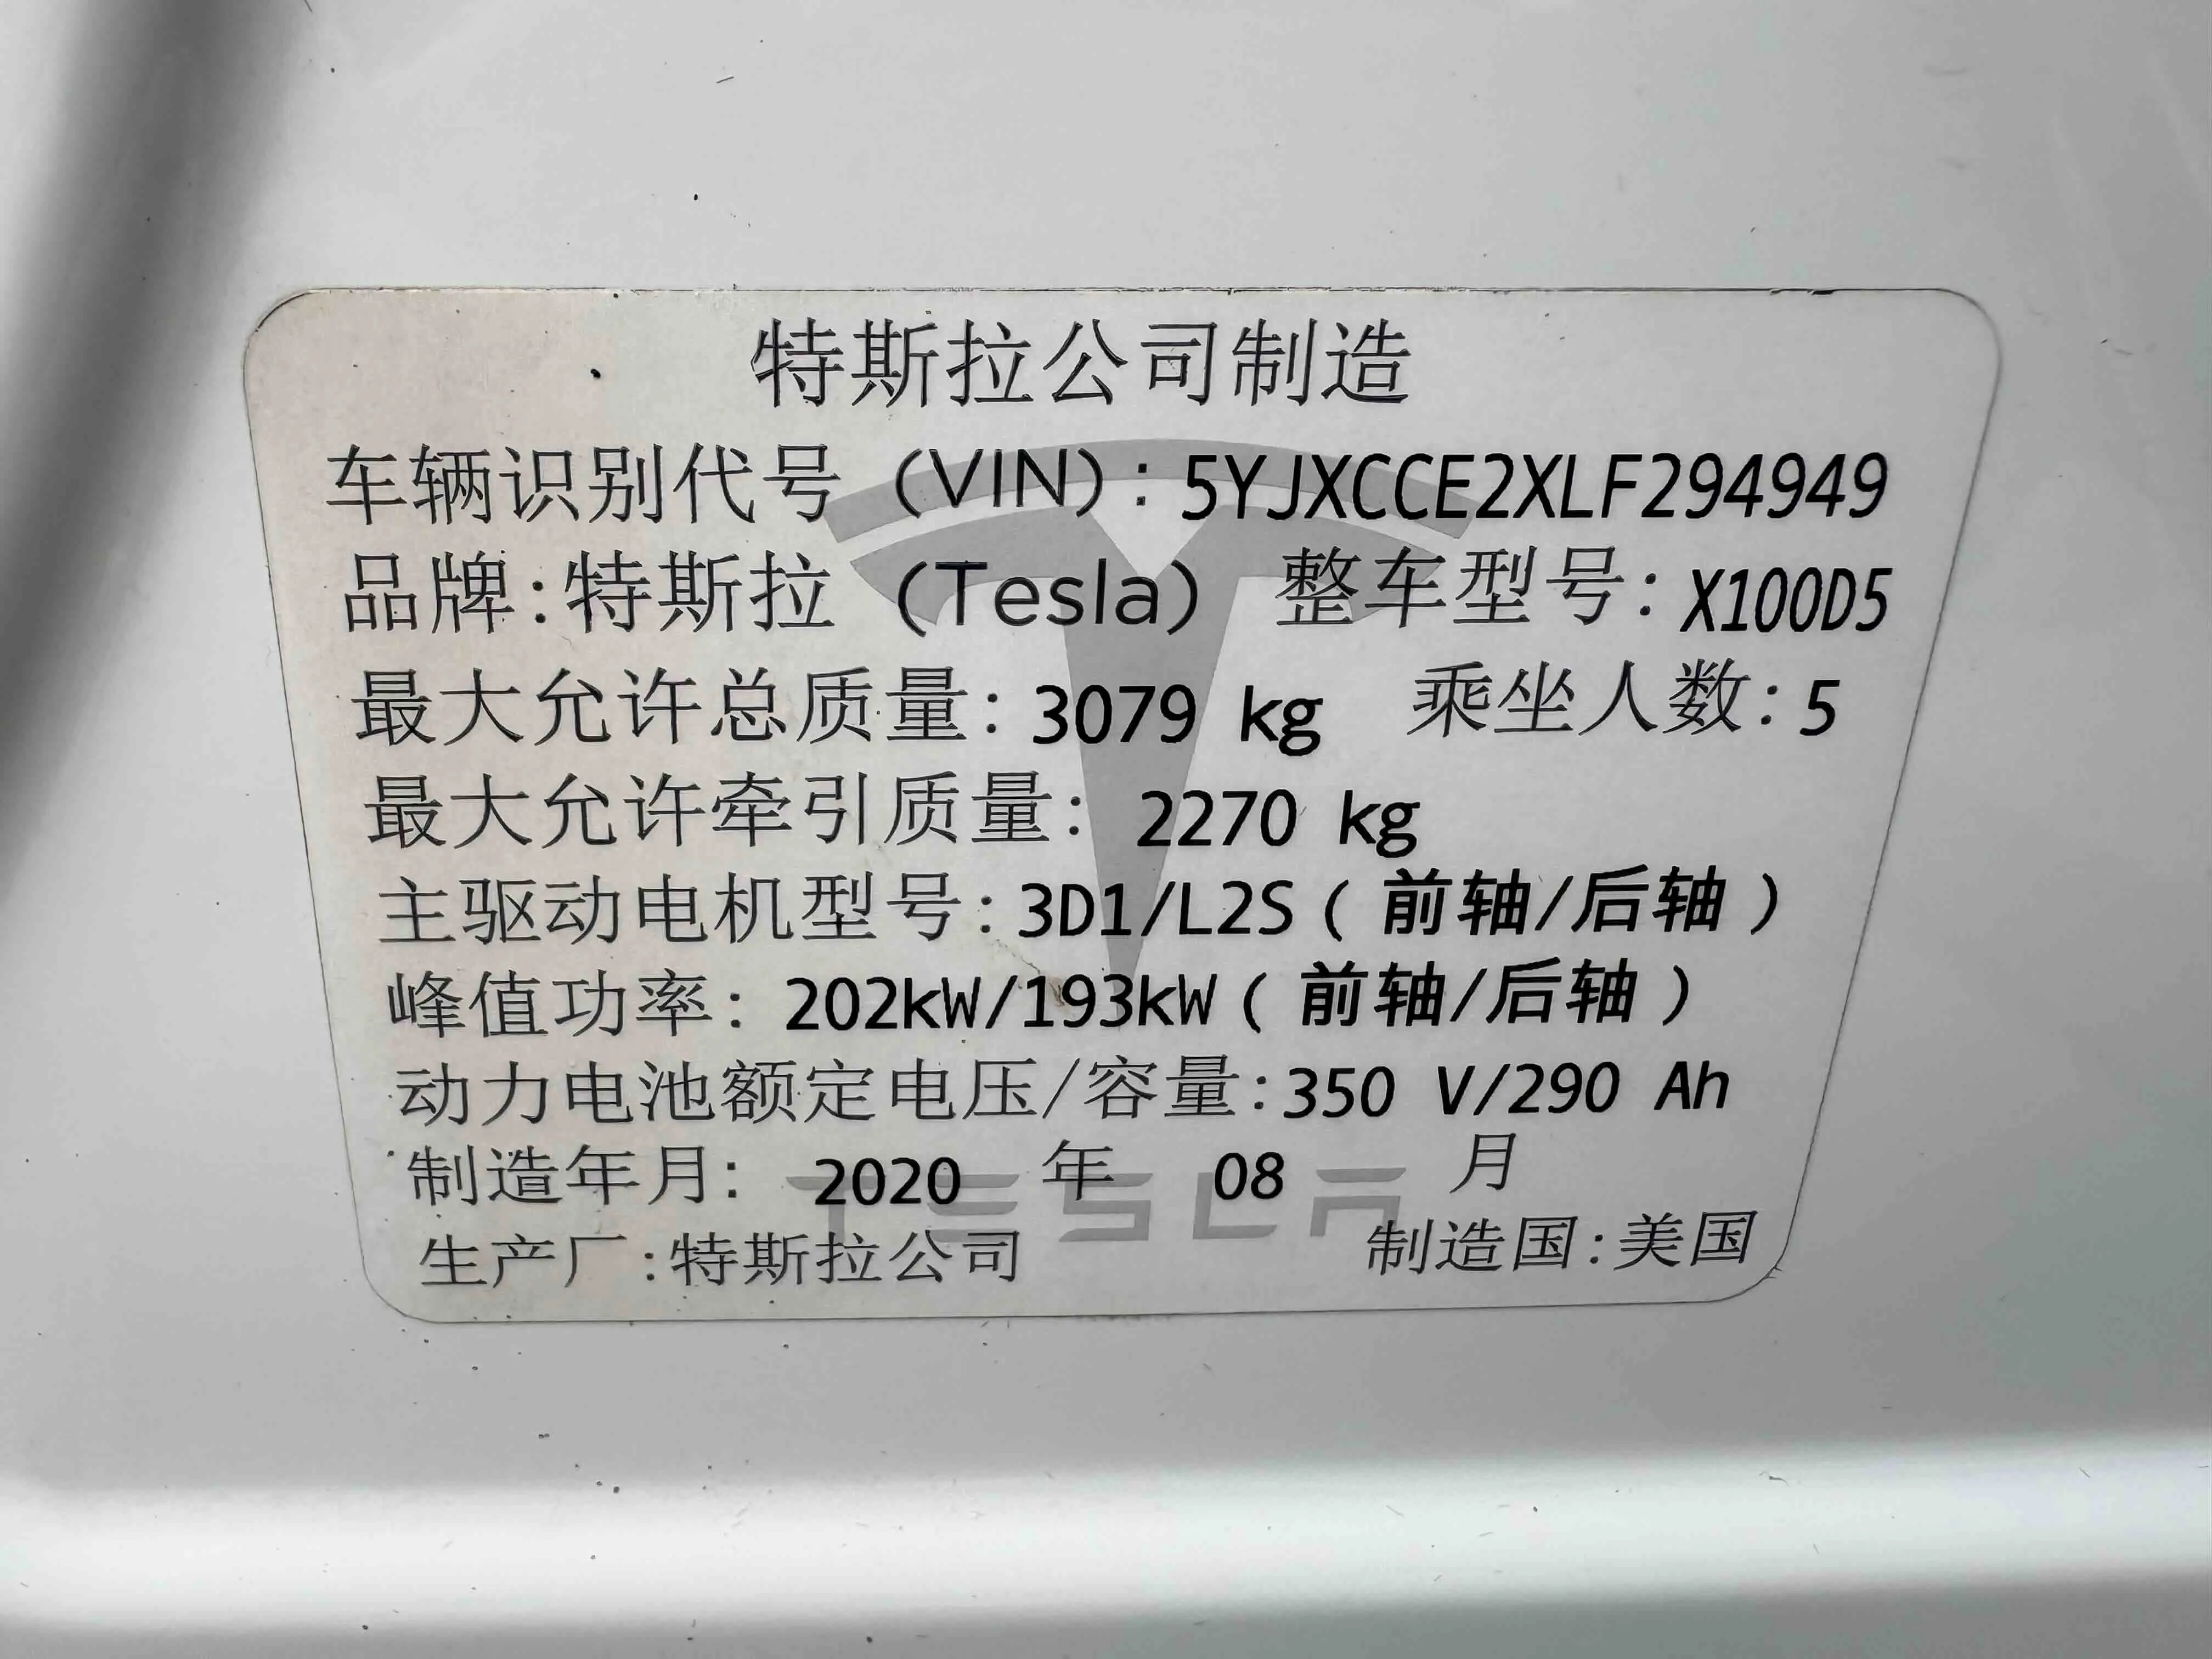 特斯拉公司制造
车辆识别代号 (VIN): 5YJXCCE2XLF294949
品牌:特斯拉 (Tesla) 整车型号: X100D5
最大允许总质量: 3079 kg 乘坐人数: 5
最大允许牵引质量: 2270 kg
主驱动电机型号: 3D1/L2S ( 前轴/后轴 )
峰值功率: 202kW/193kW ( 前轴/后轴 )
动力电池额定电压/容量:350 V/290 Ah
制造年月: 2020 年 08 月
TESLA
生产厂:特斯拉公司 制造国:美国